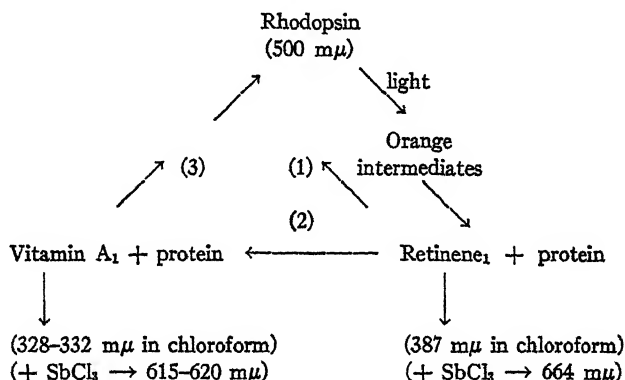 Rhodopsin
(500 mμ)
light
Orange
intermediates
(3)
(1)
(2)
Vitamin A₁ + protein
Retinene₁ + protein
(328–332 mμ in chloroform)
(387 mμ in chloroform)
(+ SbCl₃ → 615–620 mμ)
(+ SbCl₃ → 664 mμ)